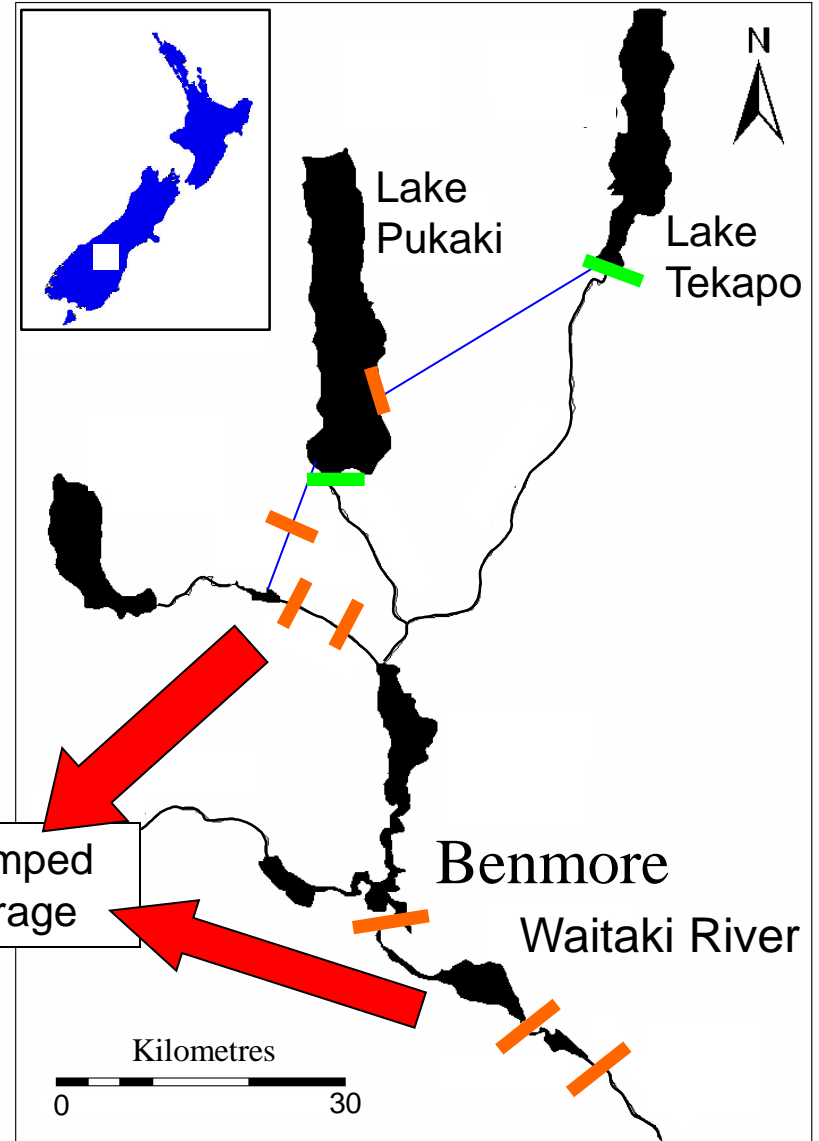 N
Lake
Pukaki
Lake
Tekapo
Benmore
mped
rage
Waitaki River
Kilometres
0 30